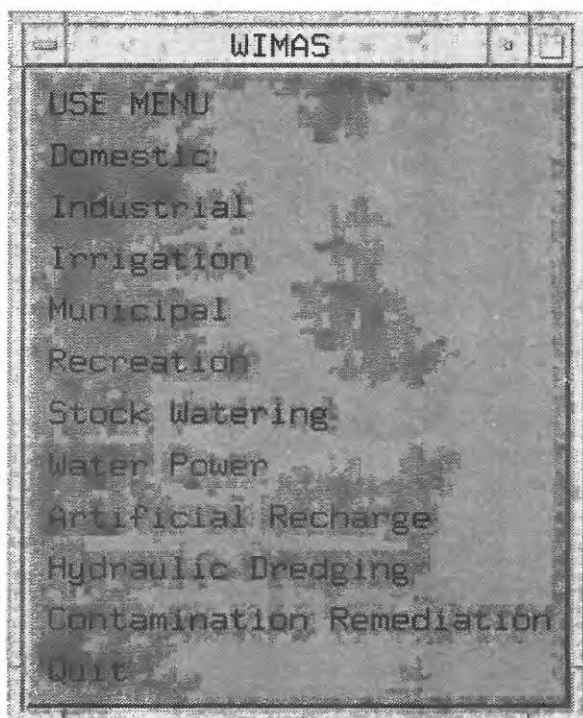 WIMAS
USE MENU
Domestic
Industrial
Irrigation
Municipal
Recreation
Stock Watering
Water Power
Artificial Recharge
Hydraulic Dredging
Contamination Remediation
Quit